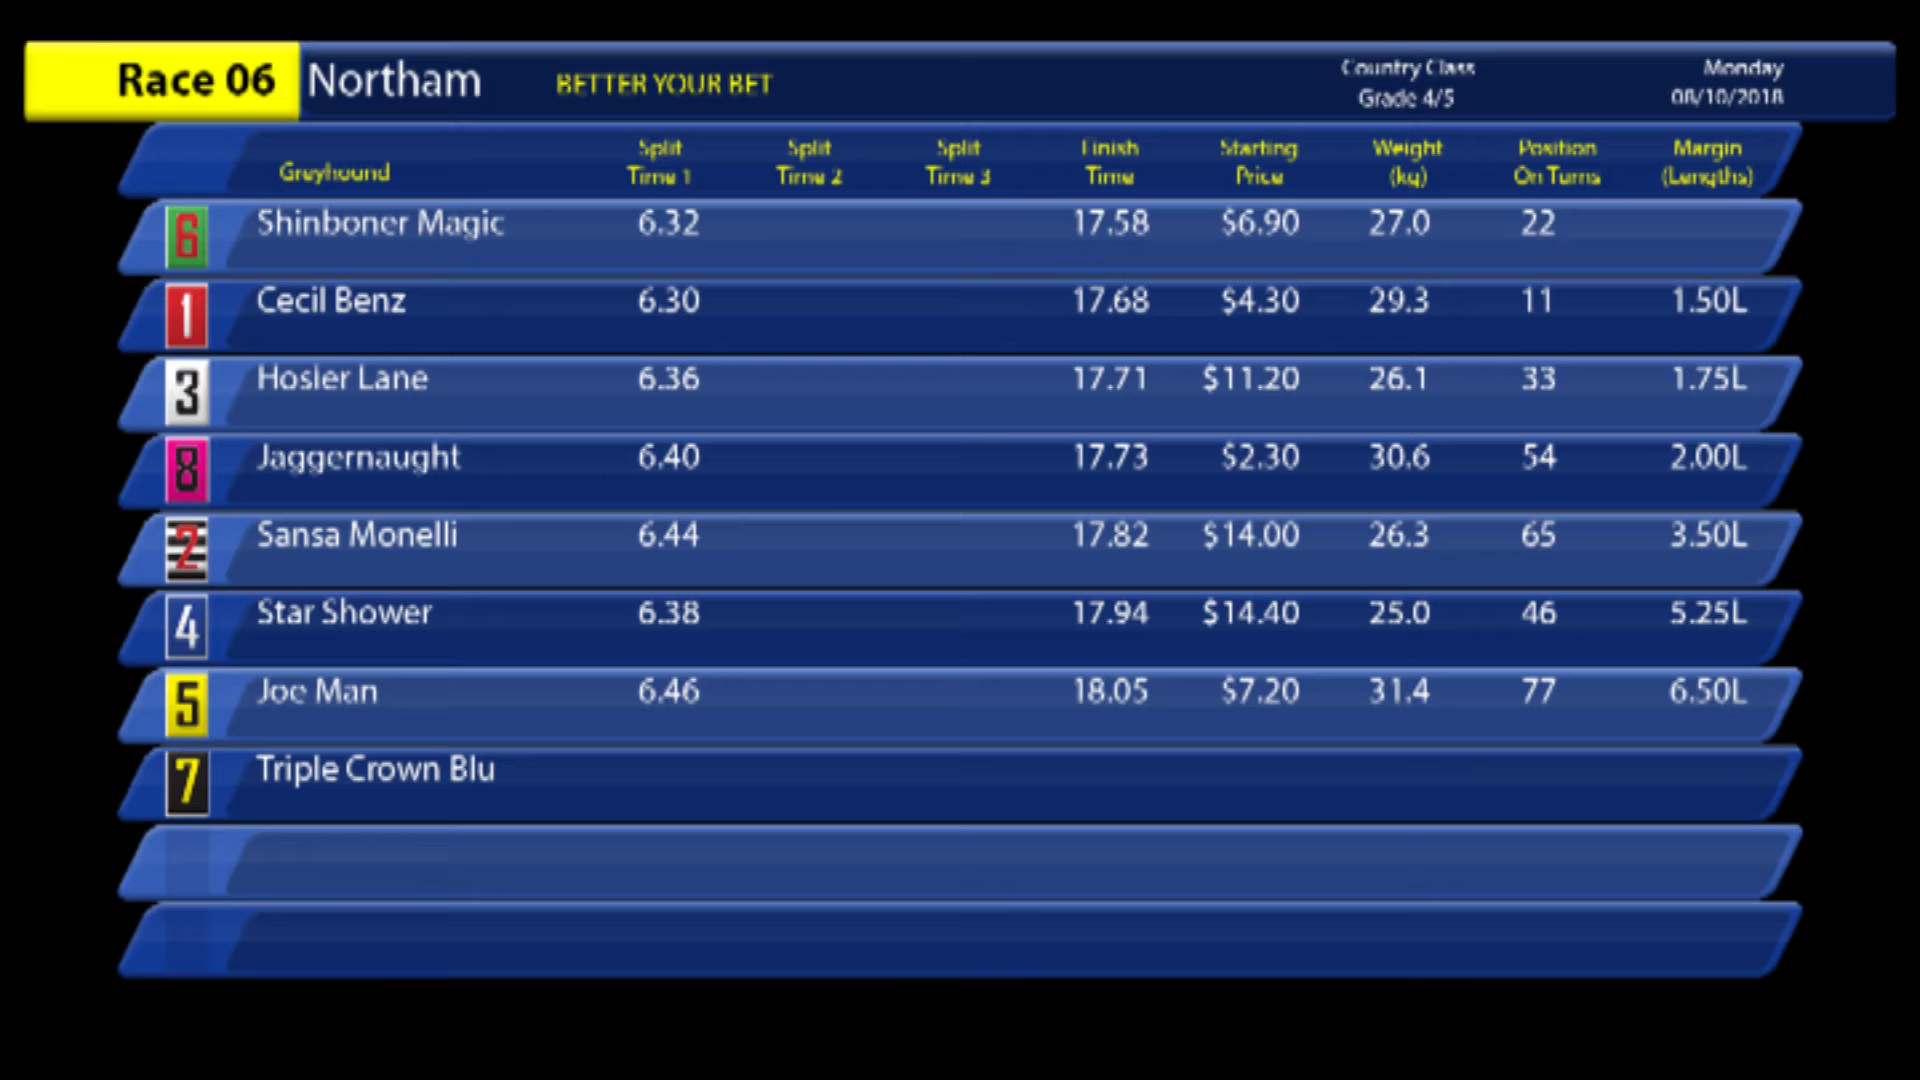 Race 06 Northam BETTER YOUR BET Country Class Grade 4/5 Monday 08/10/2018
Greyhound Split Time 1 Split Time 2 Split Time 3 Finish Time Starting Price Weight (kg) Position On Turns Margin (Lengths)
6 Shinboner Magic 6.32 17.58 $6.90 27.0 22
1 Cecil Benz 6.30 17.68 $4.30 29.3 11 1.50L
3 Hosier Lane 6.36 17.71 $11.20 26.1 33 1.75L
8 Jaggernaught 6.40 17.73 $2.30 30.6 54 2.00L
2 Sansa Monelli 6.44 17.82 $14.00 26.3 65 3.50L
4 Star Shower 6.38 17.94 $14.40 25.0 46 5.25L
5 Joe Man 6.46 18.05 $7.20 31.4 77 6.50L
7 Triple Crown Blu